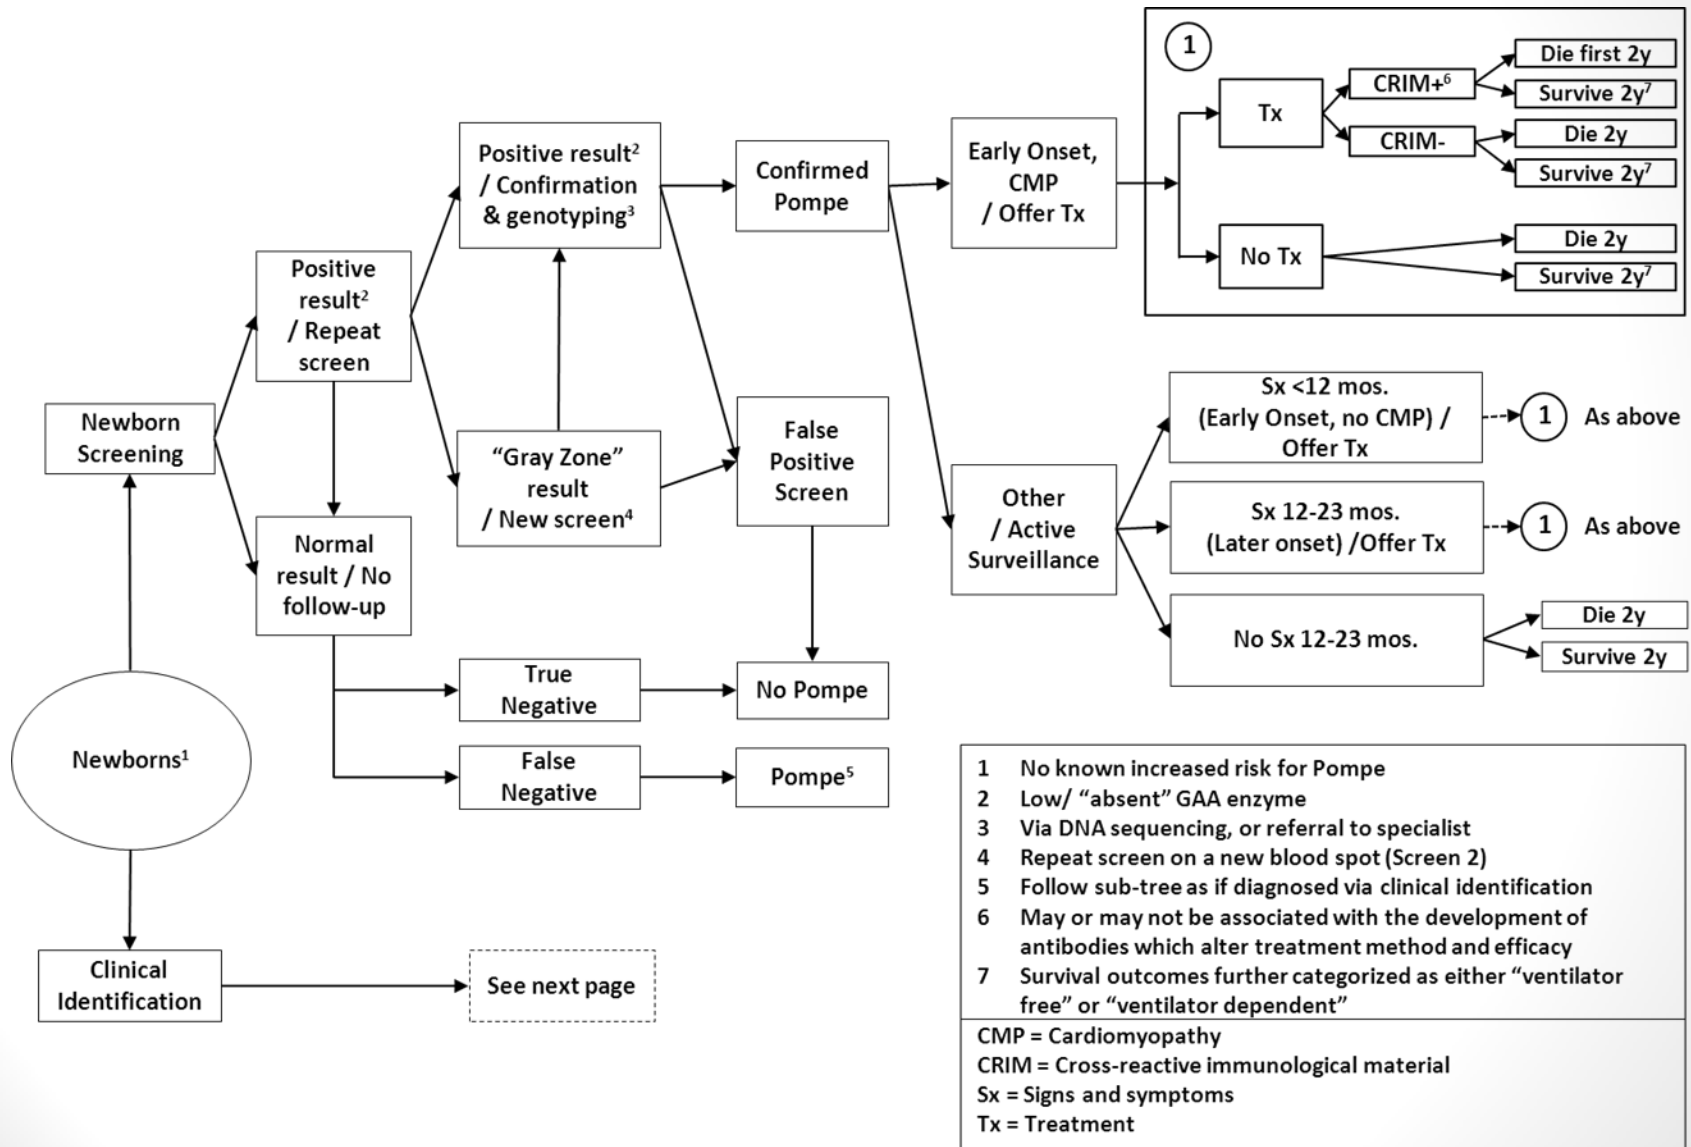 Newborns¹
Newborn
Screening
Clinical
Identification
See next page
Positive
result²
/ Repeat
screen
Normal
result / No
follow-up
Positive result²
/ Confirmation
& genotyping³
“Gray Zone”
result
/ New screen⁴
True
Negative
False
Negative
Confirmed
Pompe
False
Positive
Screen
No Pompe
Pompe⁵
Early Onset,
CMP
/ Offer Tx
Other
/ Active
Surveillance
1
Tx
CRIM+⁶
CRIM-
Die first 2y
Survive 2y⁷
Die 2y
Survive 2y⁷
No Tx
Die 2y
Survive 2y⁷
Sx <12 mos.
(Early Onset, no CMP) /
Offer Tx
1 As above
Sx 12-23 mos.
(Later onset) /Offer Tx
1 As above
No Sx 12-23 mos.
Die 2y
Survive 2y
1 No known increased risk for Pompe
2 Low/ “absent” GAA enzyme
3 Via DNA sequencing, or referral to specialist
4 Repeat screen on a new blood spot (Screen 2)
5 Follow sub-tree as if diagnosed via clinical identification
6 May or may not be associated with the development of
antibodies which alter treatment method and efficacy
7 Survival outcomes further categorized as either “ventilator
free” or “ventilator dependent”
CMP = Cardiomyopathy
CRIM = Cross-reactive immunological material
Sx = Signs and symptoms
Tx = Treatment